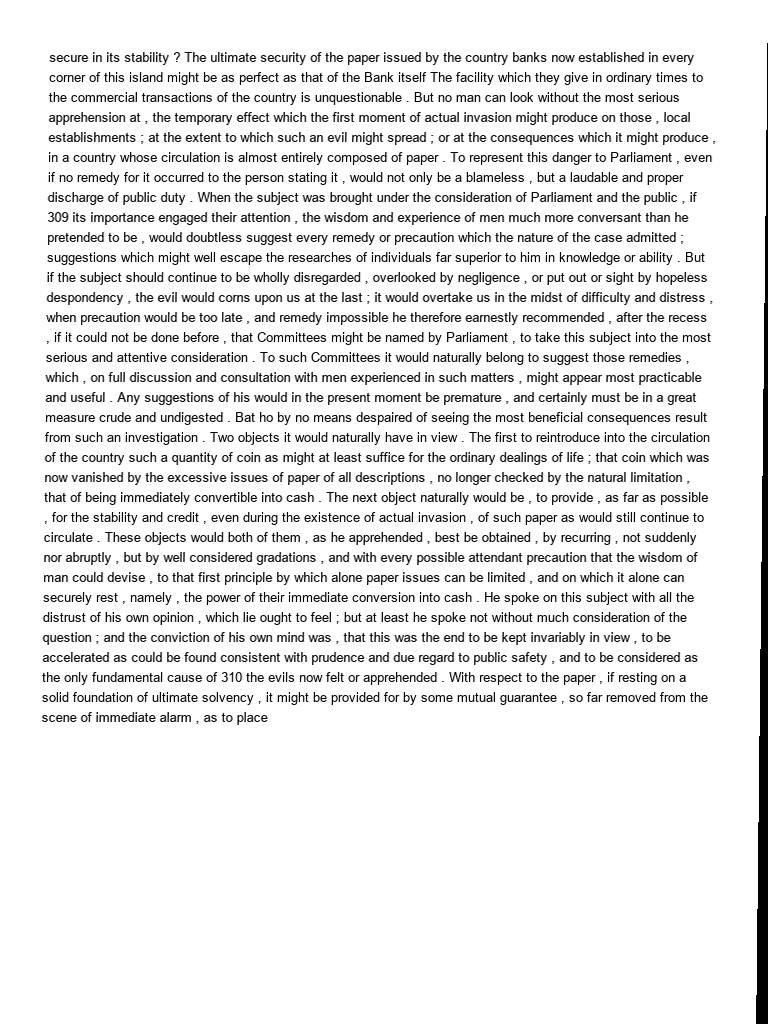 secure in its stability ? The ultimate security of the paper issued by the country banks now established in every
corner of this island might be as perfect as that of the Bank itself The facility which they give in ordinary times to
the commercial transactions of the country is unquestionable . But no man can look without the most serious
apprehension at , the temporary effect which the first moment of actual invasion might produce on those , local
establishments ; at the extent to which such an evil might spread ; or at the consequences which it might produce ,
in a country whose circulation is almost entirely composed of paper . To represent this danger to Parliament , even
if no remedy for it occurred to the person stating it , would not only be a blameless , but a laudable and proper
discharge of public duty . When the subject was brought under the consideration of Parliament and the public , if
309 its importance engaged their attention , the wisdom and experience of men much more conversant than he
pretended to be , would doubtless suggest every remedy or precaution which the nature of the case admitted ;
suggestions which might well escape the researches of individuals far superior to him in knowledge or ability . But
if the subject should continue to be wholly disregarded , overlooked by negligence , or put out or sight by hopeless
despondency , the evil would corns upon us at the last ; it would overtake us in the midst of difficulty and distress ,
when precaution would be too late , and remedy impossible he therefore earnestly recommended , after the recess
, if it could not be done before , that Committees might be named by Parliament , to take this subject into the most
serious and attentive consideration . To such Committees it would naturally belong to suggest those remedies ,
which , on full discussion and consultation with men experienced in such matters , might appear most practicable
and useful . Any suggestions of his would in the present moment be premature , and certainly must be in a great
measure crude and undigested . Bat ho by no means despaired of seeing the most beneficial consequences result
from such an investigation . Two objects it would naturally have in view . The first to reintroduce into the circulation
of the country such a quantity of coin as might at least suffice for the ordinary dealings of life ; that coin which was
now vanished by the excessive issues of paper of all descriptions , no longer checked by the natural limitation ,
that of being immediately convertible into cash . The next object naturally would be , to provide , as far as possible
, for the stability and credit , even during the existence of actual invasion , of such paper as would still continue to
circulate . These objects would both of them , as he apprehended , best be obtained , by recurring , not suddenly
nor abruptly , but by well considered gradations , and with every possible attendant precaution that the wisdom of
man could devise , to that first principle by which alone paper issues can be limited , and on which it alone can
securely rest , namely , the power of their immediate conversion into cash . He spoke on this subject with all the
distrust of his own opinion , which lie ought to feel ; but at least he spoke not without much consideration of the
question ; and the conviction of his own mind was , that this was the end to be kept invariably in view , to be
accelerated as could be found consistent with prudence and due regard to public safety , and to be considered as
the only fundamental cause of 310 the evils now felt or apprehended . With respect to the paper , if resting on a
solid foundation of ultimate solvency , it might be provided for by some mutual guarantee , so far removed from the
scene of immediate alarm , as to place